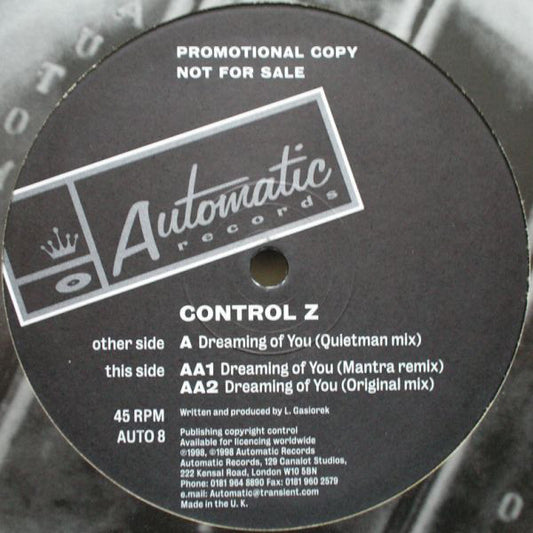 PROMOTIONAL COPY
NOT FOR SALE
Automatic
records
CONTROL Z
other side A Dreaming of You (Quietman mix)
this side AA1 Dreaming of You (Mantra remix)
AA2 Dreaming of You (Original mix)
45 RPM Written and produced by L. Gasiorek
AUTO 8 Publishing copyright control
Available for licencing worldwide
℗1998, ©1998 Automatic Records
Automatic Records, 129 Canalot Studios,
222 Kensal Road, London W10 5BN
Phone: 0181 964 8890 Fax: 0181 960 2579
e.mail: Automatic@transient.com
Made in the U. K.